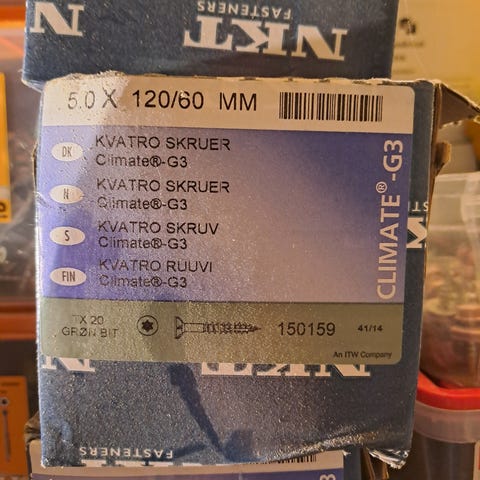 NKT
FASTENERS
5.0 X 120/60 MM
DK KVATRO SKRUER
Climate®-G3
N KVATRO SKRUER
Climate®-G3
S KVATRO SKRUV
Climate®-G3
FIN KVATRO RUUVI
Climate®-G3
CLIMATE®-G3
TX 20
GRØN BIT
150159 41/14
An ITW Company
NKT
FASTENERS